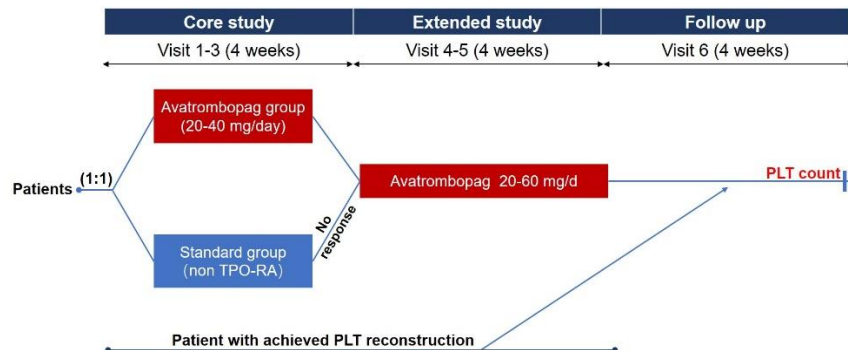 Core study
Extended study
Follow up
Visit 1-3 (4 weeks)
Visit 4-5 (4 weeks)
Visit 6 (4 weeks)
Avatrombopag group
(20-40 mg/day)
(1:1)
Patients
Avatrombopag 20-60 mg/d
PLT count
No
response
Standard group
(non TPO-RA)
Patient with achieved PLT reconstruction